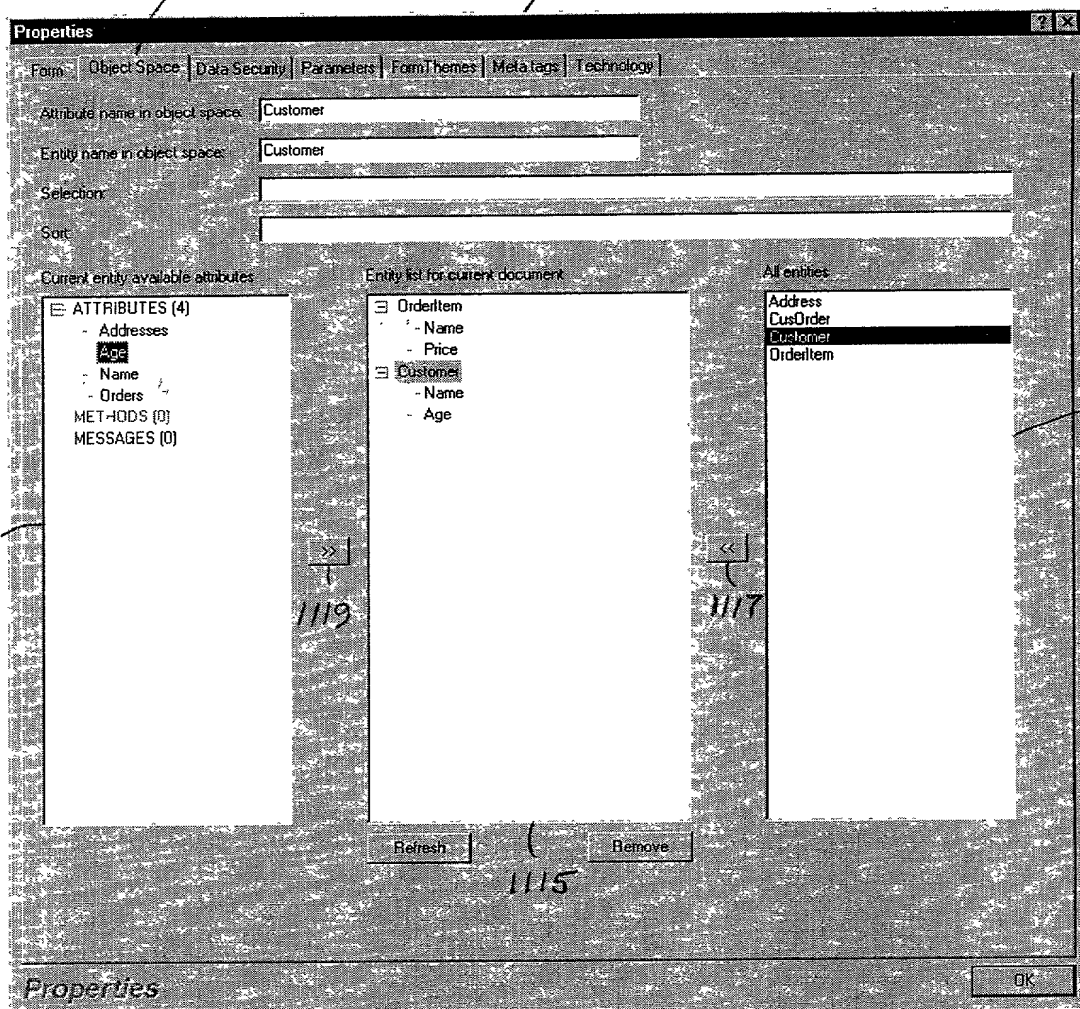 Properties
Form Object Space Data Security Parameters FormThemes Meta tags Technology
Attribute name in object space: Customer
Entity name in object space: Customer
Selection:
Sort:
Current entity available attributes Entity list for current document All entities
ATTRIBUTES (4) OrderItem Address
Addresses Name CusOrder
Age Price Customer
Name Customer OrderItem
Orders Name
METHODS (0) Age
MESSAGES (0)
>> <<
1119 1117
Refresh Remove
1115
Properties OK